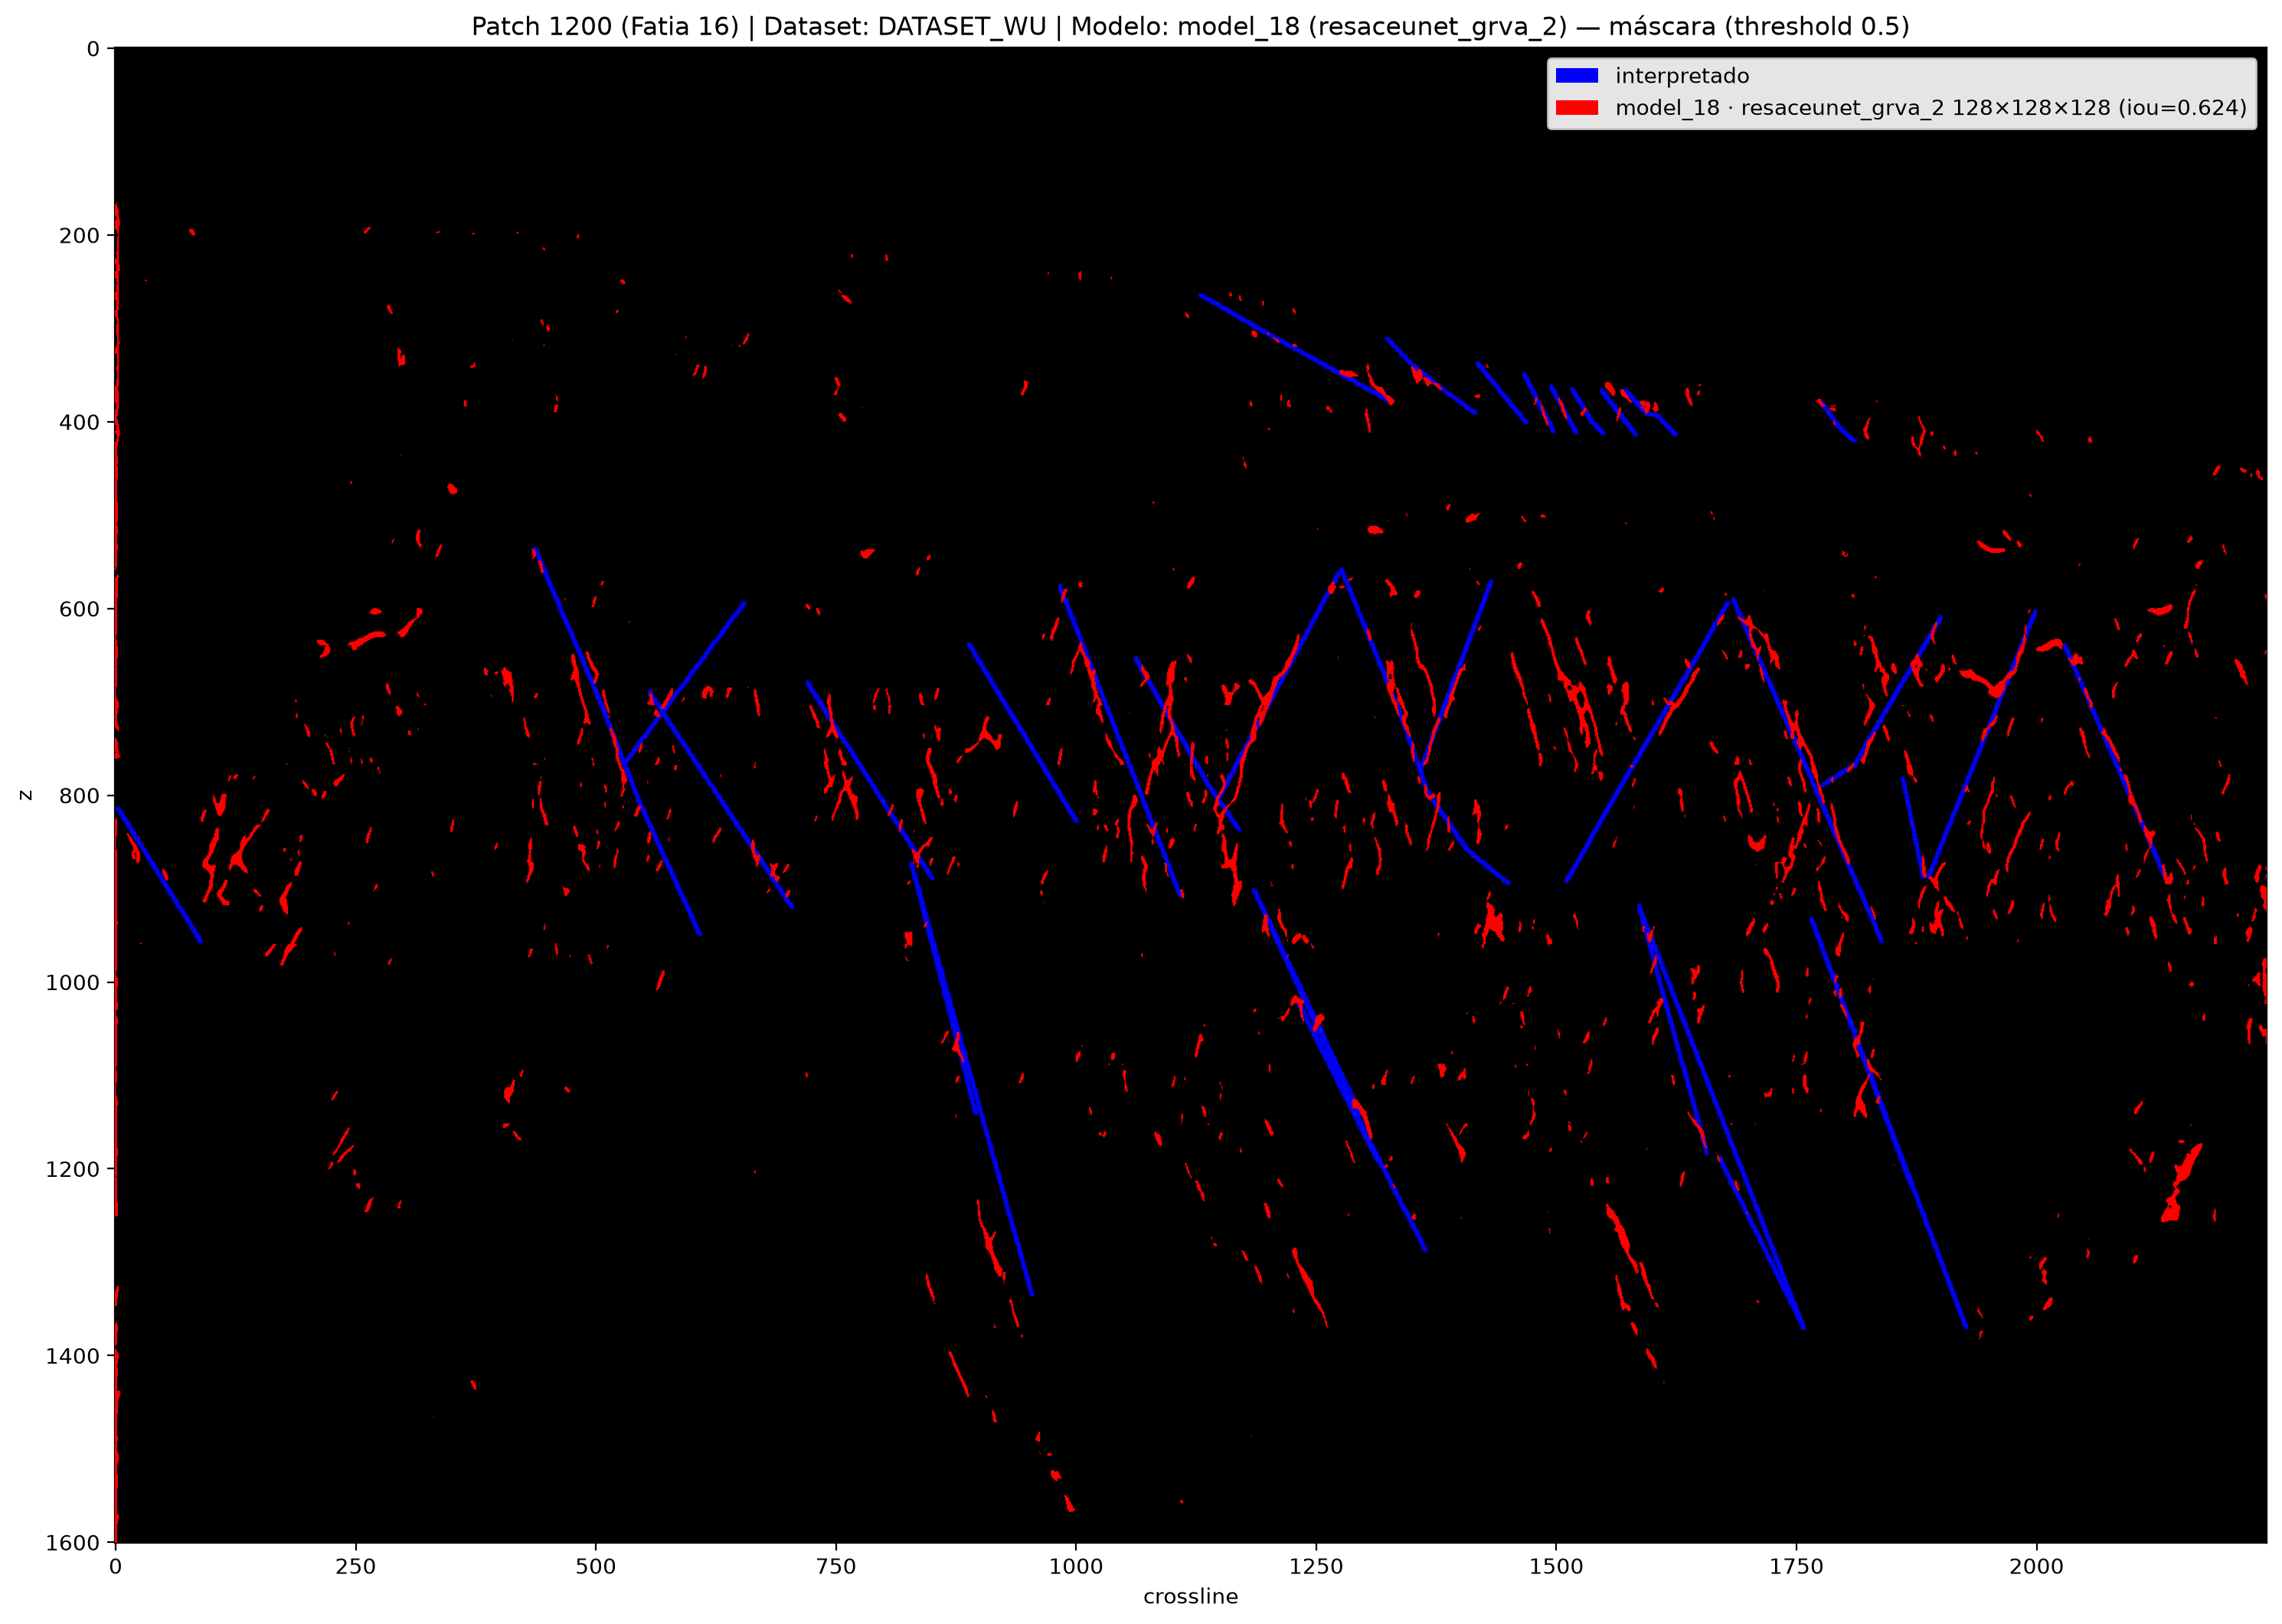 Patch 1200 (Fatia 16) | Dataset: DATASET_WU | Modelo: model_18 (resaceunet_grva_2) — máscara (threshold 0.5)
interpretado
model_18 · resaceunet_grva_2 128×128×128 (iou=0.624)
0
200
400
600
800
1000
1200
1400
1600
z
0 250 500 750 1000 1250 1500 1750 2000
crossline